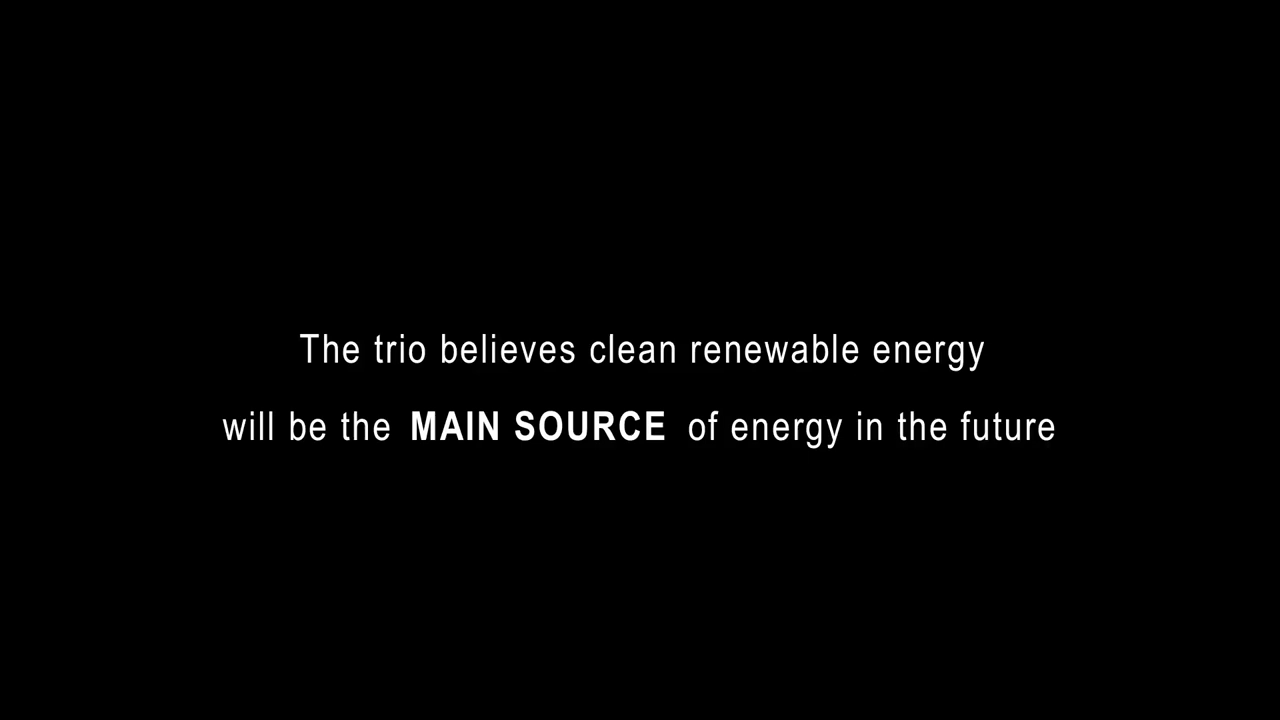 The trio believes clean renewable energy
will be the MAIN SOURCE of energy in the future